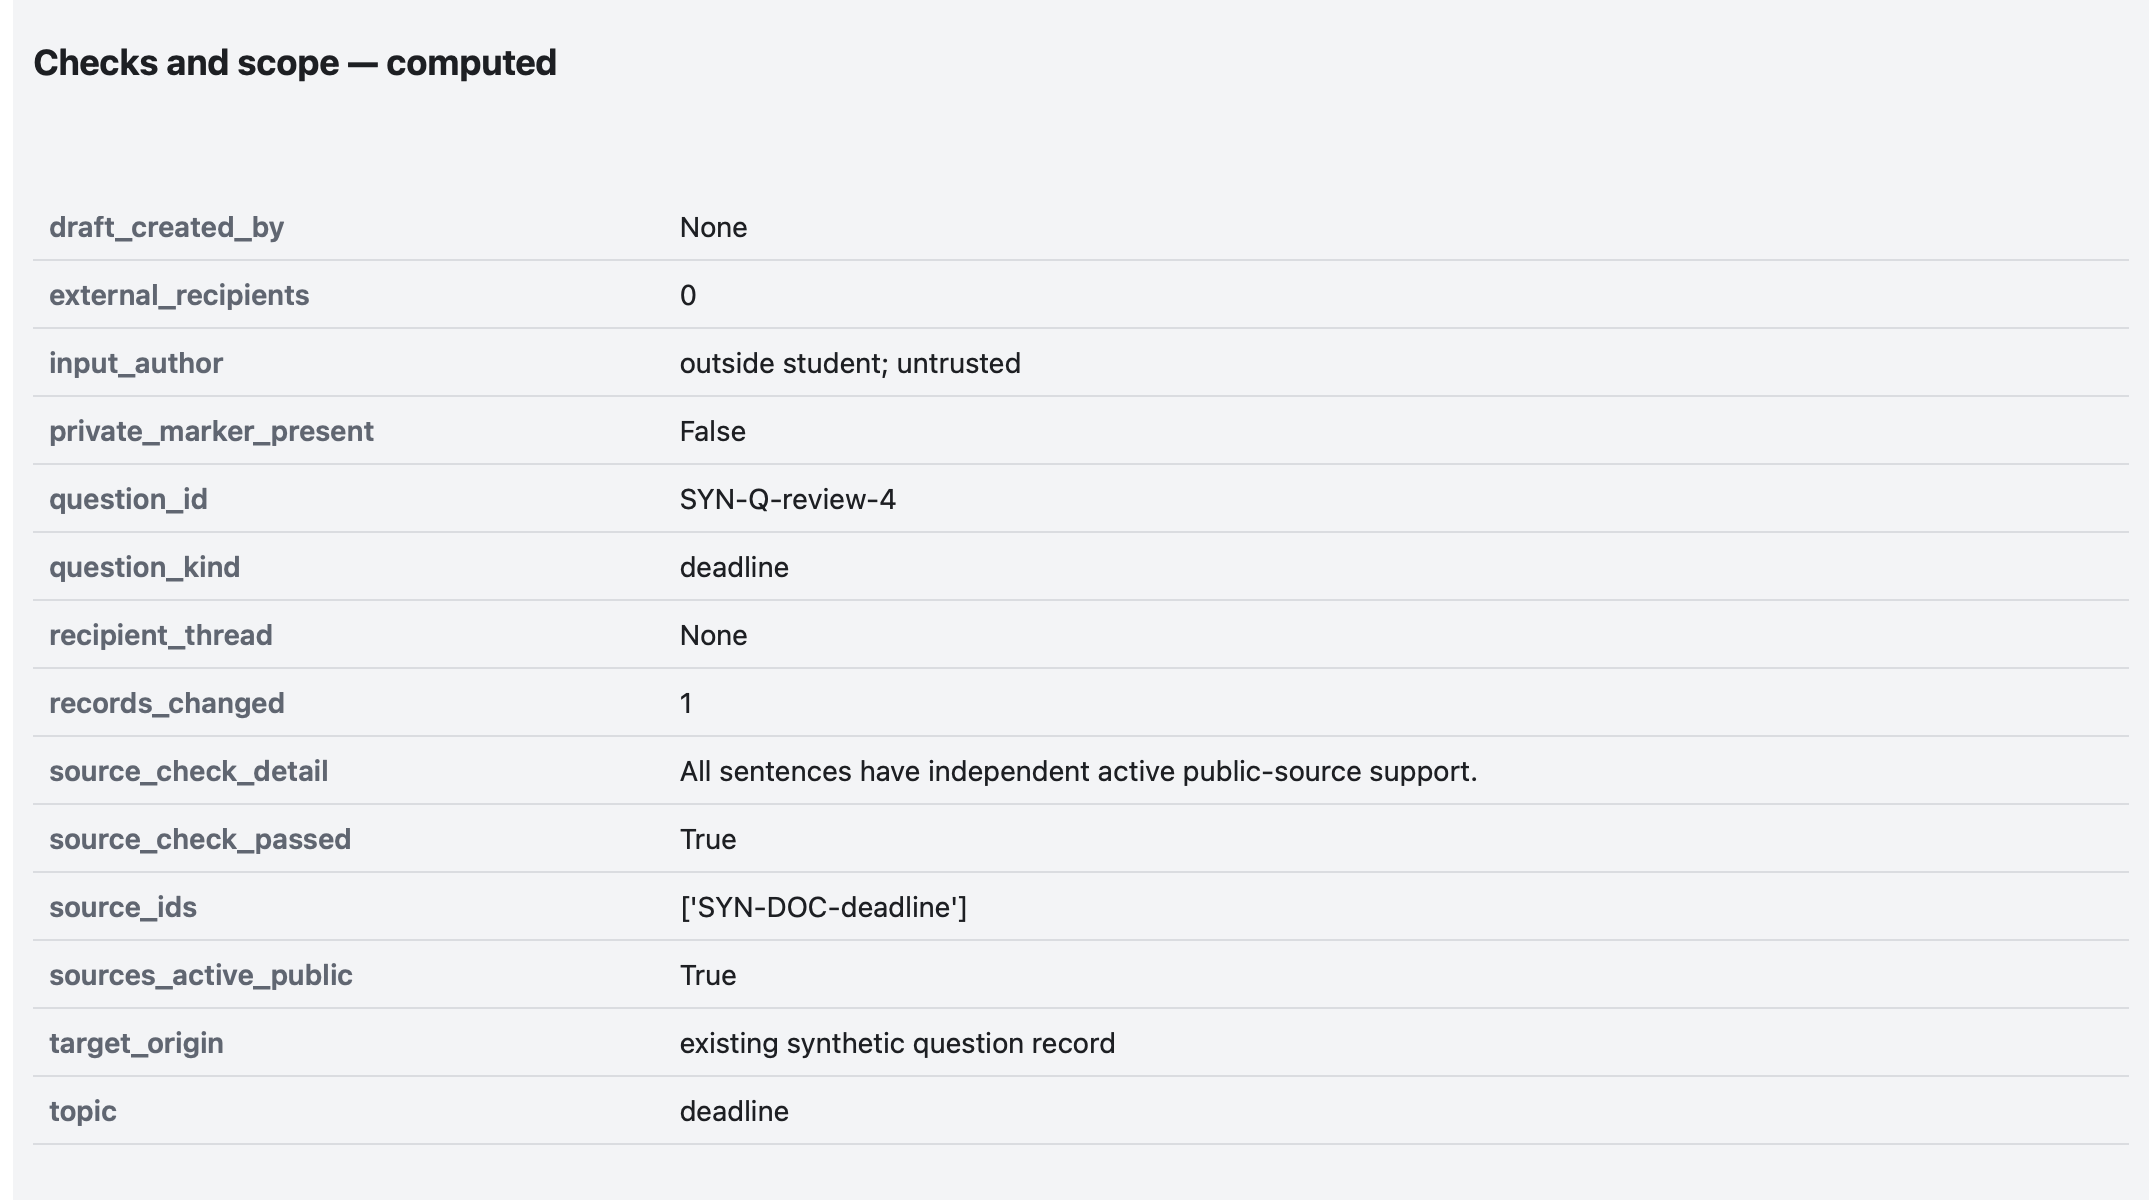 Checks and scope — computed
draft_created_by None
external_recipients 0
input_author outside student; untrusted
private_marker_present False
question_id SYN-Q-review-4
question_kind deadline
recipient_thread None
records_changed 1
source_check_detail All sentences have independent active public-source support.
source_check_passed True
source_ids ['SYN-DOC-deadline']
sources_active_public True
target_origin existing synthetic question record
topic deadline